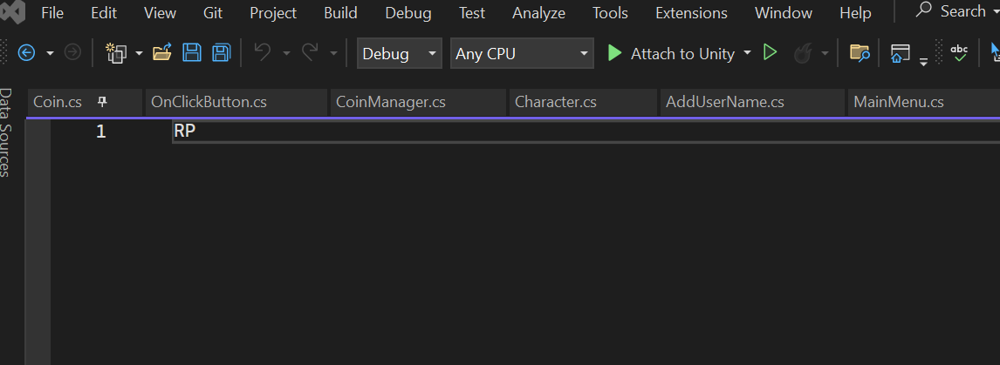 File Edit View Git Project Build Debug Test Analyze Tools Extensions Window Help Search
Debug Any CPU Attach to Unity abc
Coin.cs OnClickButton.cs CoinManager.cs Character.cs AddUserName.cs MainMenu.cs
Data Sources
1 RP